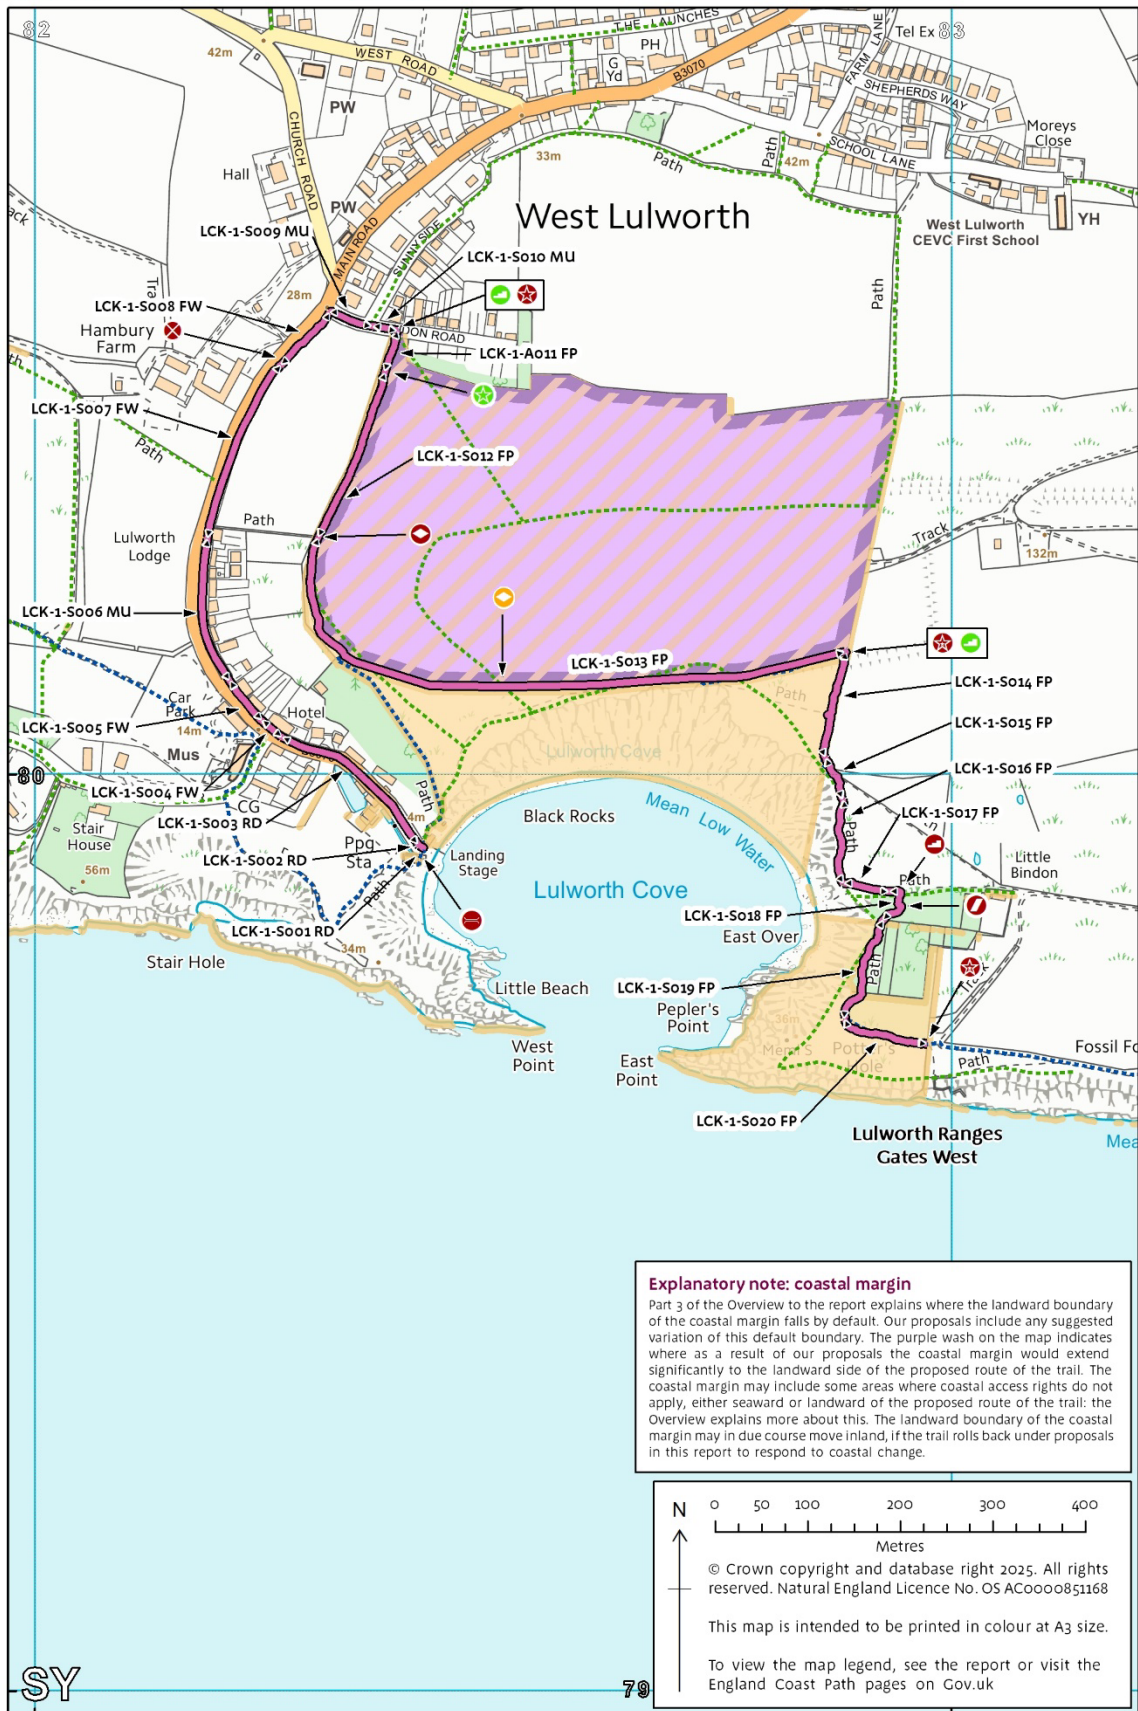 82
83
THE LAUNCHES
Tel Ex
PH
42m
WEST ROAD
G
Yd
B3070
FARM LANE
SHEPHERDS WAY
PW
CHURCH ROAD
Moreys
Close
33m
Path
Path
42m
SCHOOL LANE
Hall
PW
West Lulworth
YH
West Lulworth
CEVC First School
LCK-1-S009 MU
MAIN ROAD
SUNNY SIDE
LCK-1-S010 MU
Path
28m
LCK-1-S008 FW
Hambury
Farm
DON ROAD
LCK-1-A011 FP
LCK-1-S007 FW
Path
LCK-1-S012 FP
Path
Lulworth
Lodge
Track
132m
LCK-1-S006 MU
LCK-1-S013 FP
LCK-1-S014 FP
Path
Car
Park
Hotel
LCK-1-S005 FW
14m
LCK-1-S015 FP
Mus
Lulworth Cove
LCK-1-S016 FP
80
LCK-1-S004 FW
CG
Path
Mean Low
Water
LCK-1-S003 RD
Black Rocks
LCK-1-S017 FP
Path
Stair
House
4m
Ppg
Sta
LCK-1-S002 RD
Landing
Stage
Little
Bindon
56m
Path
Path
Lulworth Cove
LCK-1-S018 FP
LCK-1-S001 RD
East Over
34m
Stair Hole
Path
Track
Little Beach
LCK-1-S019 FP
Pepler's
Point
36m
West
Point
East
Point
Meml S
Potter's
Hole
Path
Fossil Fo
LCK-1-S020 FP
Lulworth Ranges
Gates West
Mea
Explanatory note: coastal margin
Part 3 of the Overview to the report explains where the landward boundary
of the coastal margin falls by default. Our proposals include any suggested
variation of this default boundary. The purple wash on the map indicates
where as a result of our proposals the coastal margin would extend
significantly to the landward side of the proposed route of the trail. The
coastal margin may include some areas where coastal access rights do not
apply, either seaward or landward of the proposed route of the trail: the
Overview explains more about this. The landward boundary of the coastal
margin may in due course move inland, if the trail rolls back under proposals
in this report to respond to coastal change.
N
0 50 100 200 300 400
Metres
© Crown copyright and database right 2025. All rights
reserved. Natural England Licence No. OS AC0000851168
This map is intended to be printed in colour at A3 size.
To view the map legend, see the report or visit the
England Coast Path pages on Gov.uk
SY
79